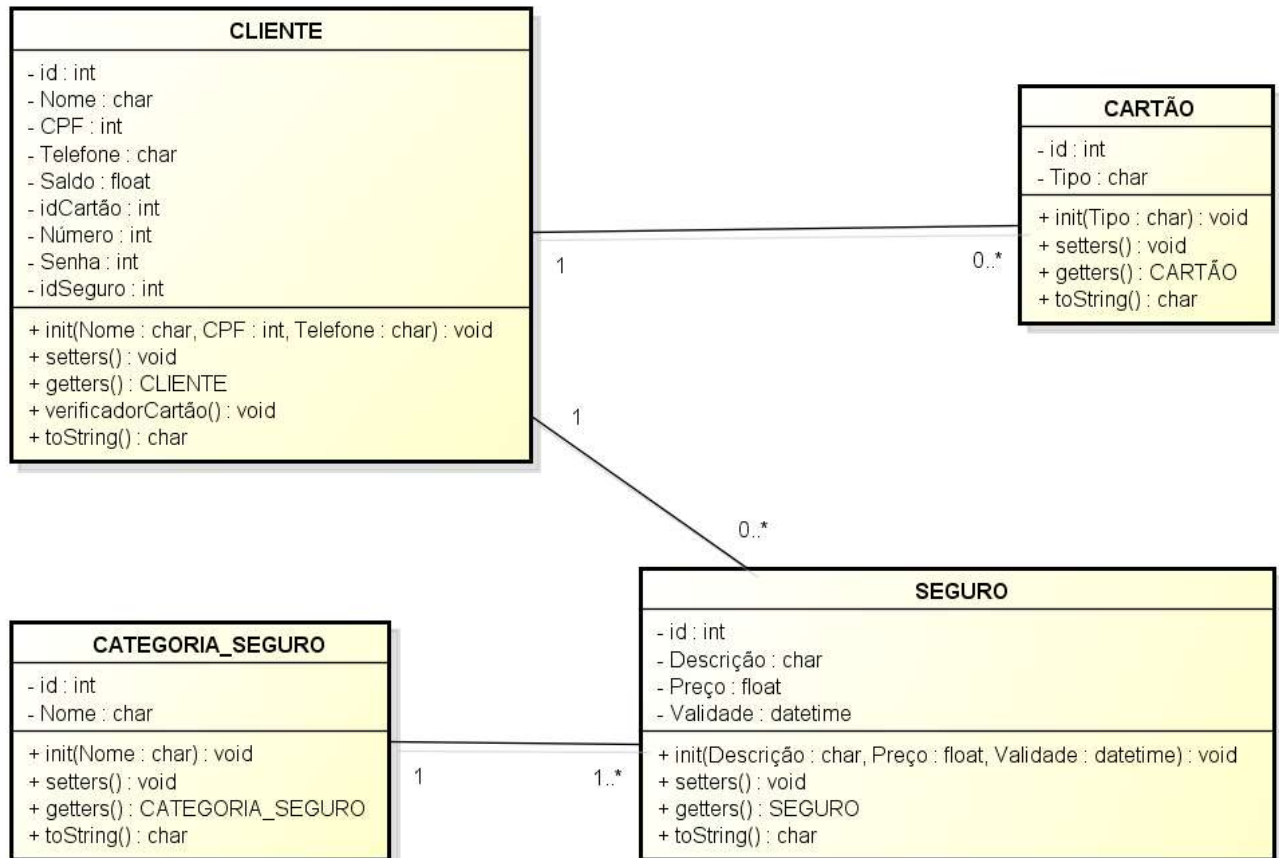 CLIENTE
- id : int
- Nome : char
- CPF : int
- Telefone : char
- Saldo : float
- idCartão : int
- Número : int
- Senha : int
- idSeguro : int
+ init(Nome : char, CPF : int, Telefone : char) : void
+ setters() : void
+ getters() : CLIENTE
+ verificadorCartão() : void
+ toString() : char
CARTÃO
- id : int
- Tipo : char
+ init(Tipo : char) : void
+ setters() : void
+ getters() : CARTÃO
+ toString() : char
1
0..*
1
0..*
CATEGORIA_SEGURO
- id : int
- Nome : char
+ init(Nome : char) : void
+ setters() : void
+ getters() : CATEGORIA_SEGURO
+ toString() : char
1
1..*
SEGURO
- id : int
- Descrição : char
- Preço : float
- Validade : datetime
+ init(Descrição : char, Preço : float, Validade : datetime) : void
+ setters() : void
+ getters() : SEGURO
+ toString() : char